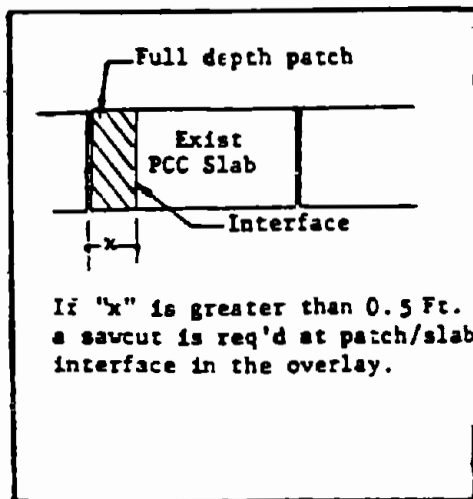 Full depth patch
Exist
PCC Slab
Interface
x
If "x" is greater than 0.5 Ft.
a sawcut is req'd at patch/slab
interface in the overlay.